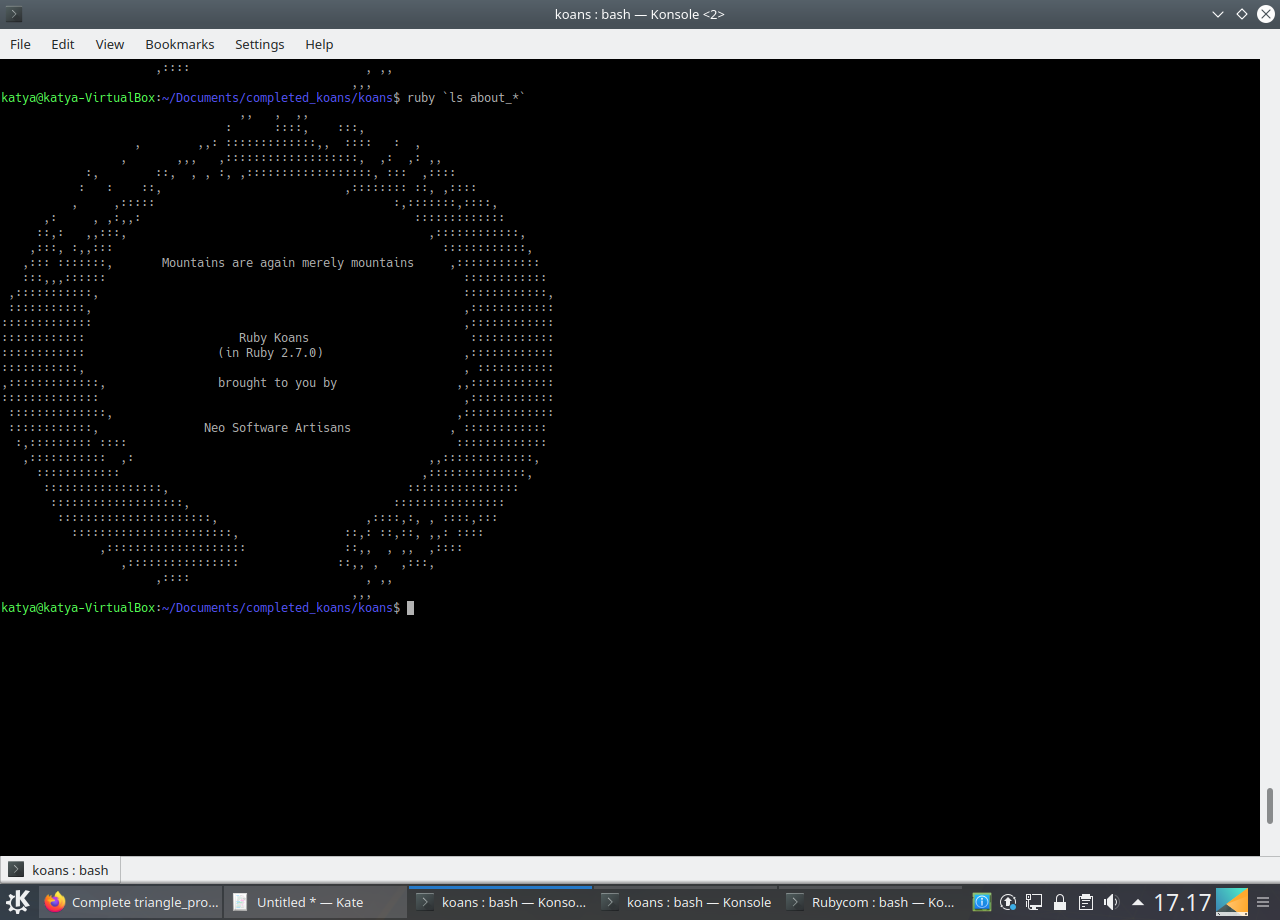 koans : bash — Konsole <2>
File Edit View Bookmarks Settings Help
katya@katya-VirtualBox:~/Documents/completed_koans/koans$ ruby `ls about_*`
Mountains are again merely mountains
Ruby Koans
(in Ruby 2.7.0)
brought to you by
Neo Software Artisans
katya@katya-VirtualBox:~/Documents/completed_koans/koans$
koans : bash
Complete triangle_pro... Untitled * — Kate koans : bash — Konso... koans : bash — Konsole Rubycom : bash — Ko... 17.17